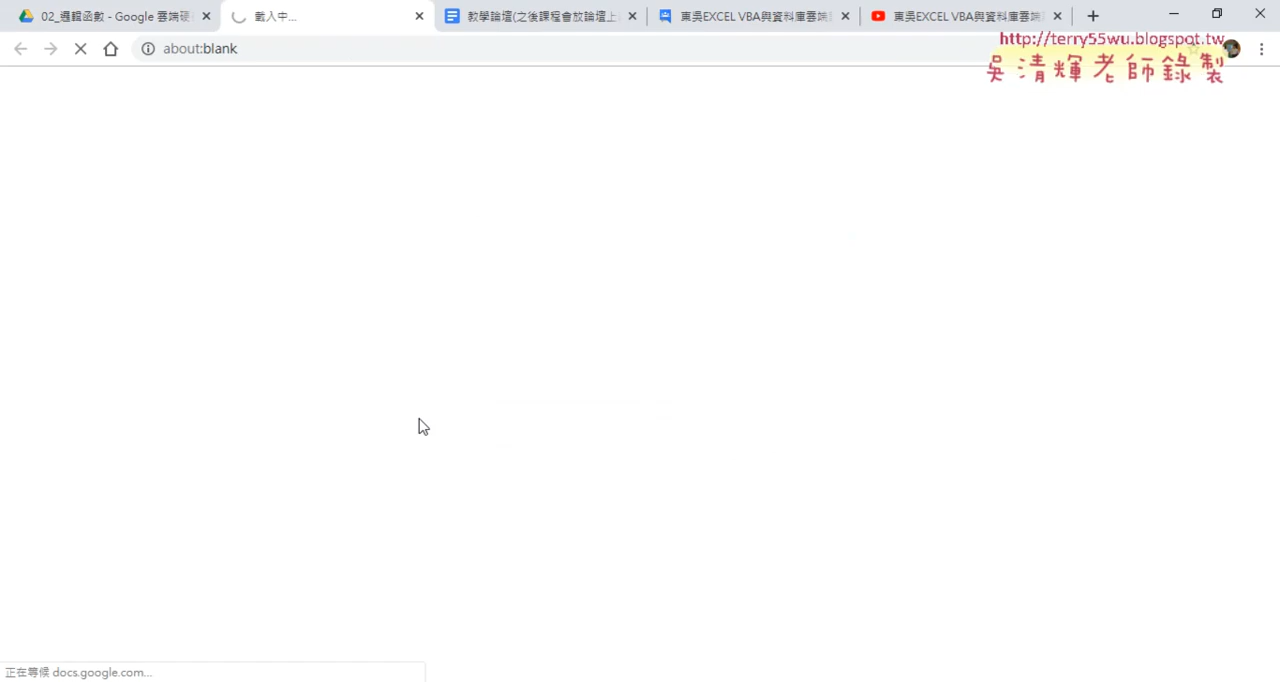 02_邏輯函數 - Google 雲端硬
載入中...
教學論壇(之後課程會放論壇上
東吳EXCEL VBA與資料庫雲端
東吳EXCEL VBA與資料庫雲端
about:blank
http://terry55wu.blogspot.tw
吳清輝老師錄製
正在等候 docs.google.com...